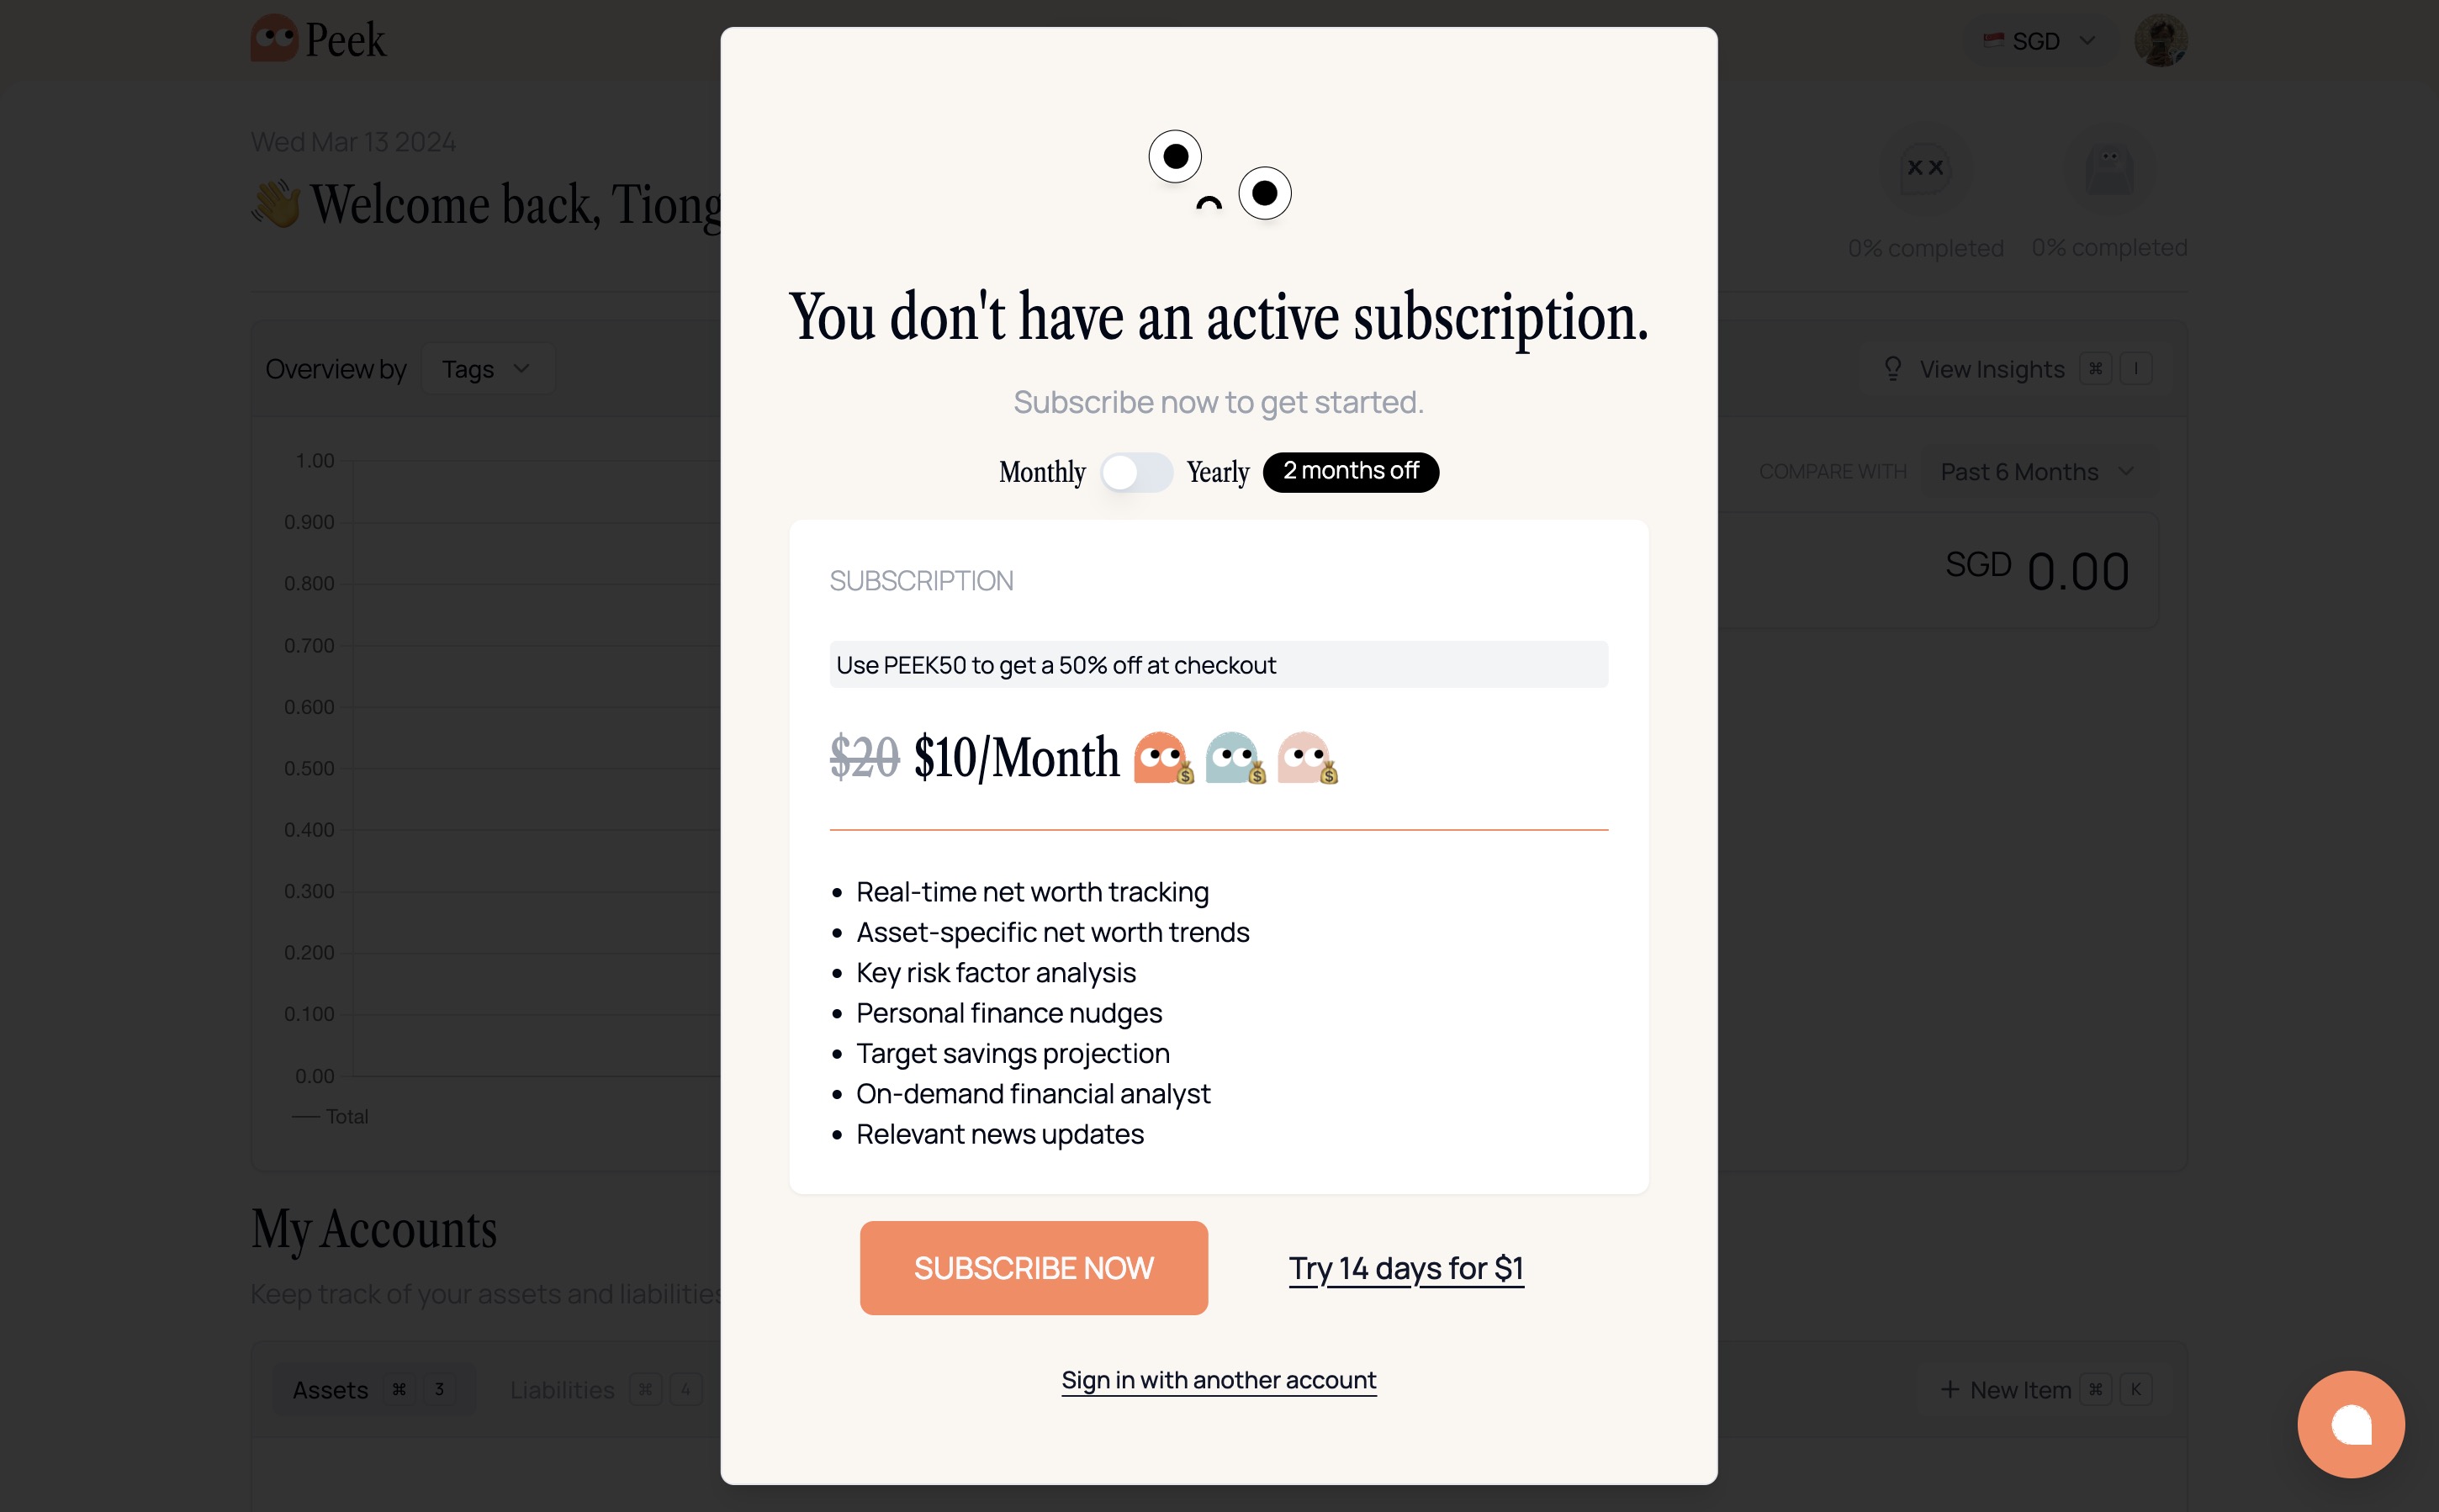 Peek
SGD
Wed Mar 13 2024
👋 Welcome back, Tiong
0% completed
0% completed
Overview by
Tags
View Insights ⌘ I
1.00
0.900
0.800
0.700
0.600
0.500
0.400
0.300
0.200
0.100
0.00
Total
COMPARE WITH
Past 6 Months
SGD 0.00
My Accounts
Keep track of your assets and liabilities
Assets ⌘ 3
Liabilities ⌘ 4
+ New Item ⌘ K
You don't have an active subscription.
Subscribe now to get started.
Monthly
Yearly
2 months off
SUBSCRIPTION
Use PEEK50 to get a 50% off at checkout
$20 $10/Month
• Real-time net worth tracking
• Asset-specific net worth trends
• Key risk factor analysis
• Personal finance nudges
• Target savings projection
• On-demand financial analyst
• Relevant news updates
SUBSCRIBE NOW
Try 14 days for $1
Sign in with another account